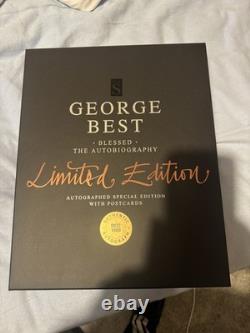 S
GEORGE
BEST
· BLESSED ·
THE AUTOBIOGRAPHY
Limited Edition
AUTOGRAPHED SPECIAL EDITION
WITH POSTCARDS